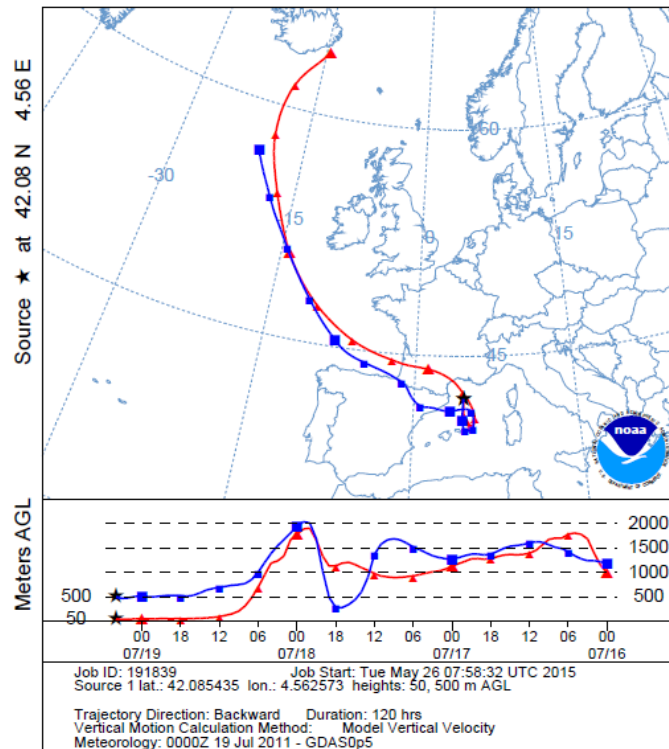 Source ★ at 42.08 N 4.56 E
-30
15
0
15
60
45
noaa
Meters AGL
500
50
2000
1500
1000
500
00 18 12 06 00 18 12 06 00 18 12 06 00
07/19 07/18 07/17 07/16
Job ID: 191839 Job Start: Tue May 26 07:58:32 UTC 2015
Source 1 lat.: 42.085435 lon.: 4.562573 heights: 50, 500 m AGL
Trajectory Direction: Backward Duration: 120 hrs
Vertical Motion Calculation Method: Model Vertical Velocity
Meteorology: 0000Z 19 Jul 2011 - GDAS0p5